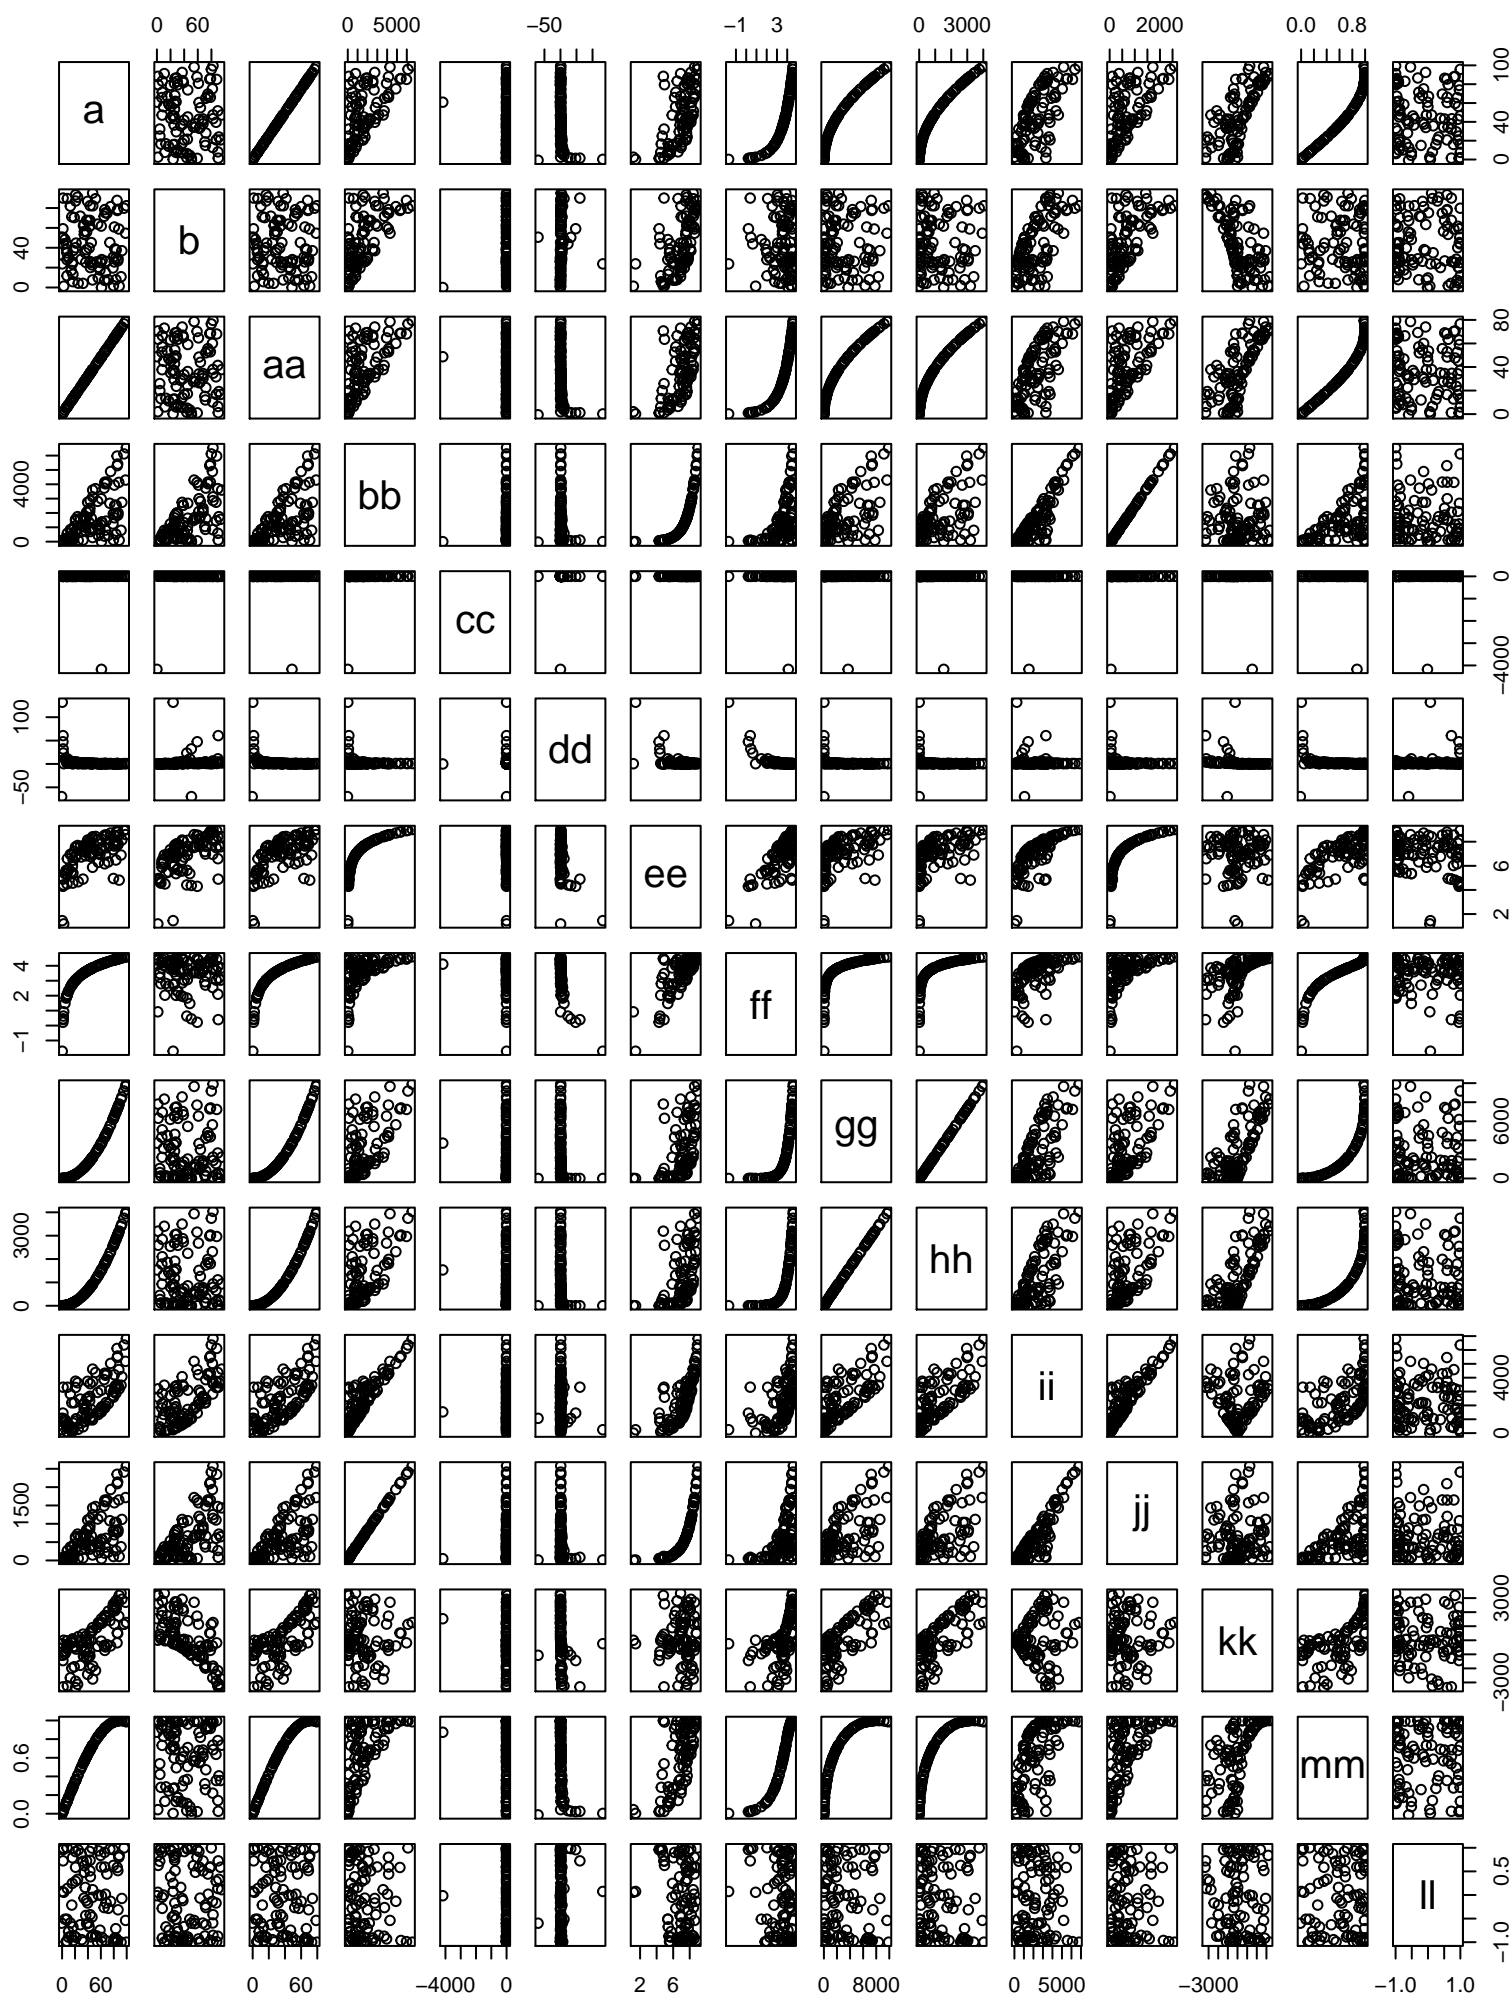 0 60 0 5000 −50 −1 3 0 3000 0 2000 0.0 0.8
a 0 40 100
0 40 b
aa 0 40 80
0 4000 bb
cc −4000 0
−50 100 dd
ee 2 6
−1 2 4 ff
gg 0 6000
0 3000 hh
ii 0 4000
0 1500 jj
kk −3000 3000
0.0 0.6 mm
ll −1.0 0.5
0 60 0 60 −4000 0 2 6 0 8000 0 5000 −3000 −1.0 1.0